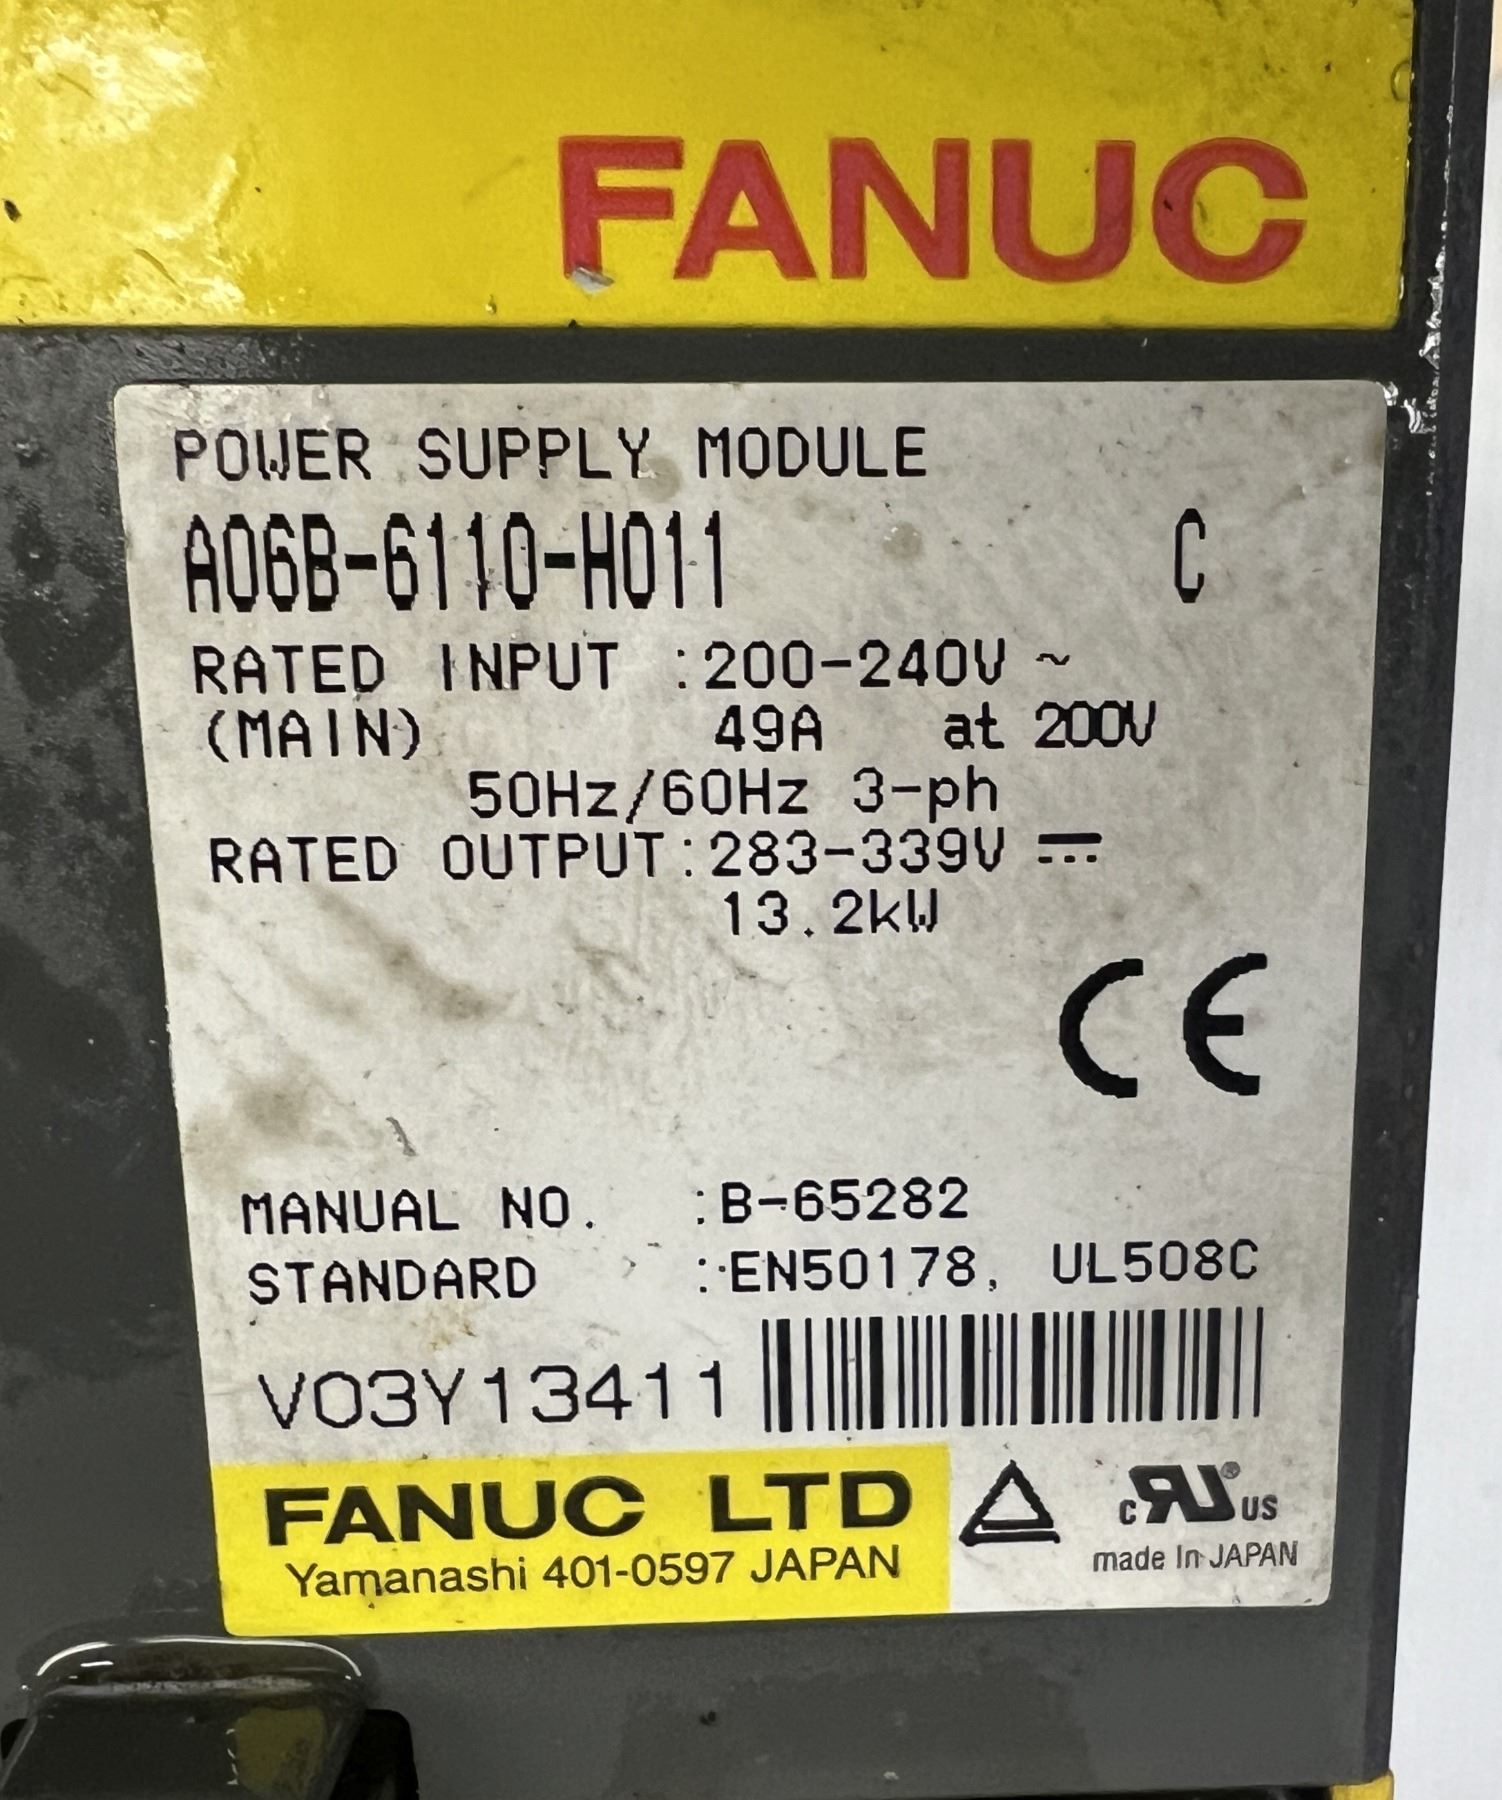 FANUC
POWER SUPPLY MODULE
A06B-6110-H011 C
RATED INPUT :200-240V ~
(MAIN) 49A at 200V
50Hz/60Hz 3-ph
RATED OUTPUT:283-339V ⎓
13.2kW
CE
MANUAL NO. :B-65282
STANDARD :EN50178, UL508C
V03Y13411
FANUC LTD
Yamanashi 401-0597 JAPAN
c RU ® US
made In JAPAN